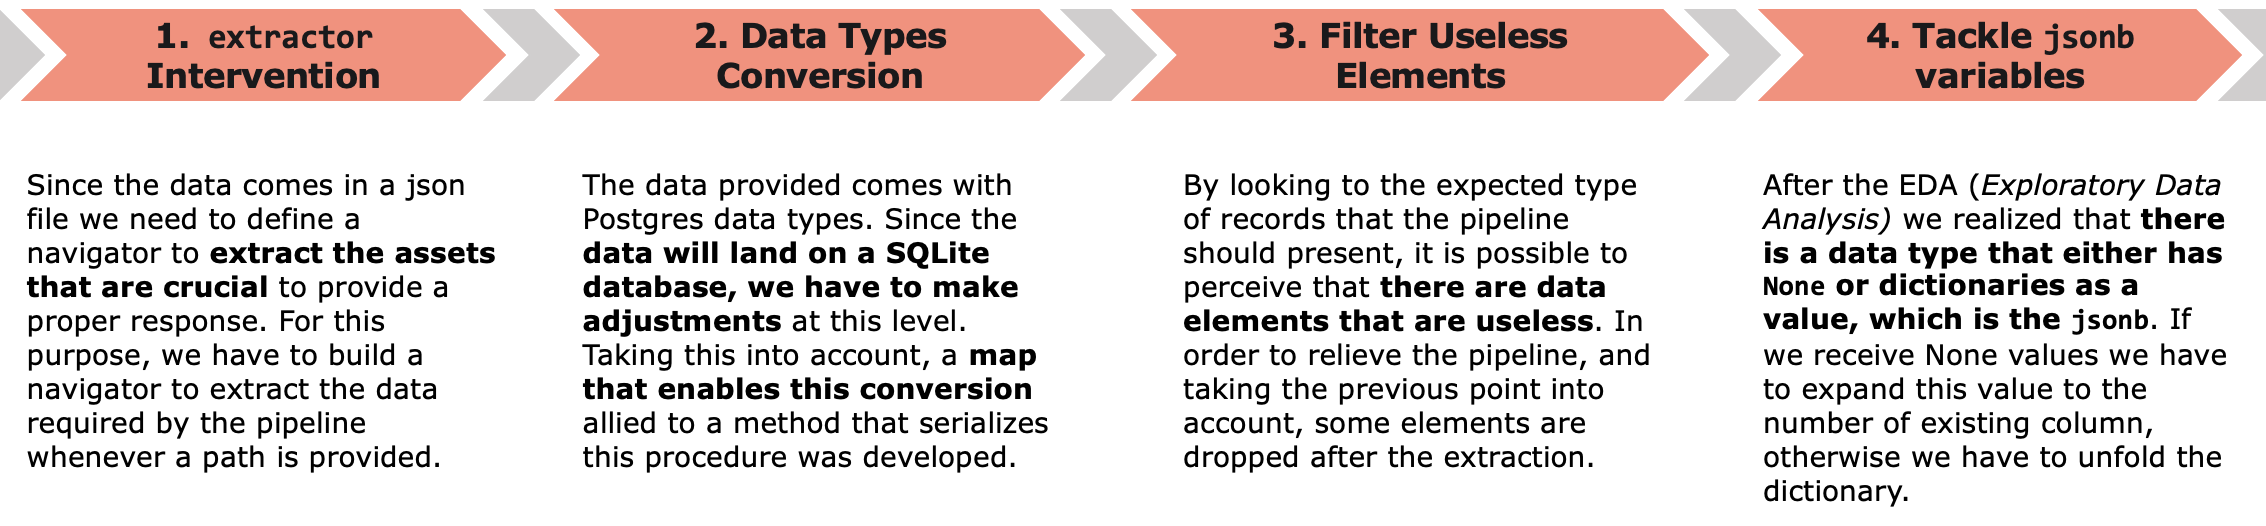 1. extractor
Intervention
2. Data Types
Conversion
3. Filter Useless
Elements
4. Tackle jsonb
variables
Since the data comes in a json
file we need to define a
navigator to extract the assets
that are crucial to provide a
proper response. For this
purpose, we have to build a
navigator to extract the data
required by the pipeline
whenever a path is provided.
The data provided comes with
Postgres data types. Since the
data will land on a SQLite
database, we have to make
adjustments at this level.
Taking this into account, a map
that enables this conversion
allied to a method that serializes
this procedure was developed.
By looking to the expected type
of records that the pipeline
should present, it is possible to
perceive that there are data
elements that are useless. In
order to relieve the pipeline, and
taking the previous point into
account, some elements are
dropped after the extraction.
After the EDA (Exploratory Data
Analysis) we realized that there
is a data type that either has
None or dictionaries as a
value, which is the jsonb. If
we receive None values we have
to expand this value to the
number of existing column,
otherwise we have to unfold the
dictionary.